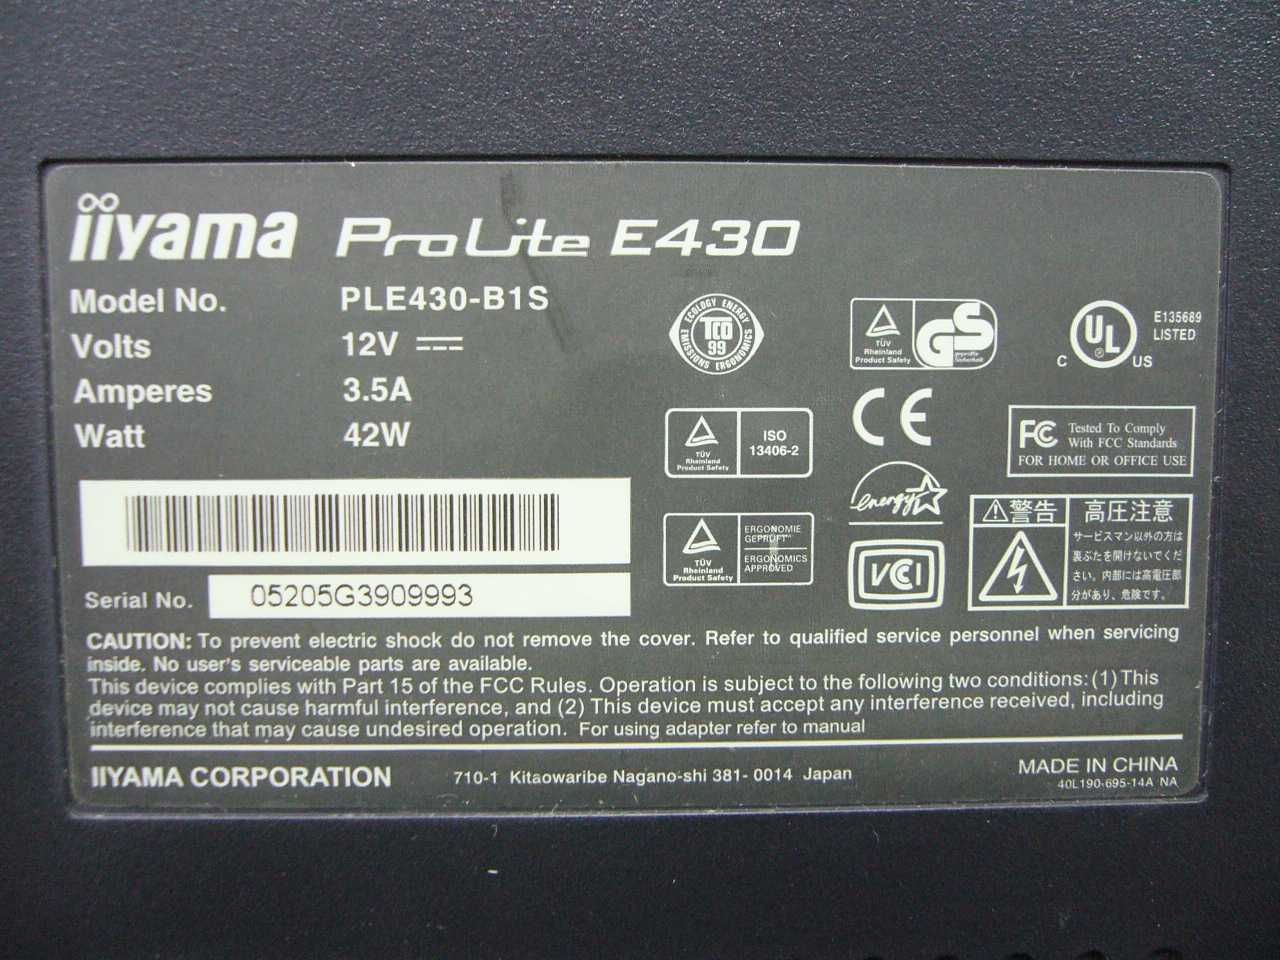 iiyama ProLite E430
Model No. PLE430-B1S
Volts 12V
Amperes 3.5A
Watt 42W
Serial No. 05205G3909993
ECOLOGY ENERGY
TCO
99
EMISSIONS ERGONOMICS
TÜV
Rheinland
Product Safety
GS
geprüfte
Sicherheit
C UL US
®
E135689
LISTED
TÜV
Rheinland
Product Safety
ISO
13406-2
CE
FC Tested To Comply
With FCC Standards
FOR HOME OR OFFICE USE
energy
TÜV
Rheinland
Product Safety
ERGONOMIE
GEPRÜFT
ERGONOMICS
APPROVED
VCCI
警告 高圧注意
サービスマン以外の方は
裏ぶたを開けないでくだ
さい。内部には高電圧部
分があり、危険です。
CAUTION: To prevent electric shock do not remove the cover. Refer to qualified service personnel when servicing
inside. No user's serviceable parts are available.
This device complies with Part 15 of the FCC Rules. Operation is subject to the following two conditions: (1) This
device may not cause harmful interference, and (2) This device must accept any interference received, including
interference that may cause undesired operation. For using adapter refer to manual
IIYAMA CORPORATION 710-1 Kitaowaribe Nagano-shi 381- 0014 Japan
MADE IN CHINA
40L190-695-14A NA